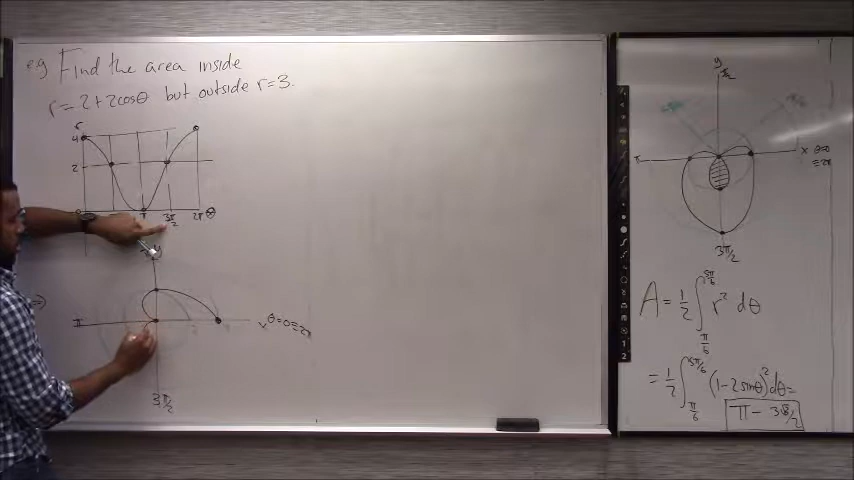 e.g Find the area inside
r = 2+2cosθ but outside r=3.
r
4
2
0
π
3π/2
2π
θ
y
⇒)
π
x
θ=0≡2π
3π/2
y
π/2
π
x θ=0
≡2π
3π/2
A = 1/2 ∫_{π/6}^{5π/6} r² dθ
= 1/2 ∫_{π/6}^{5π/6} (1-2sinθ)² dθ =
π - 3√3/2